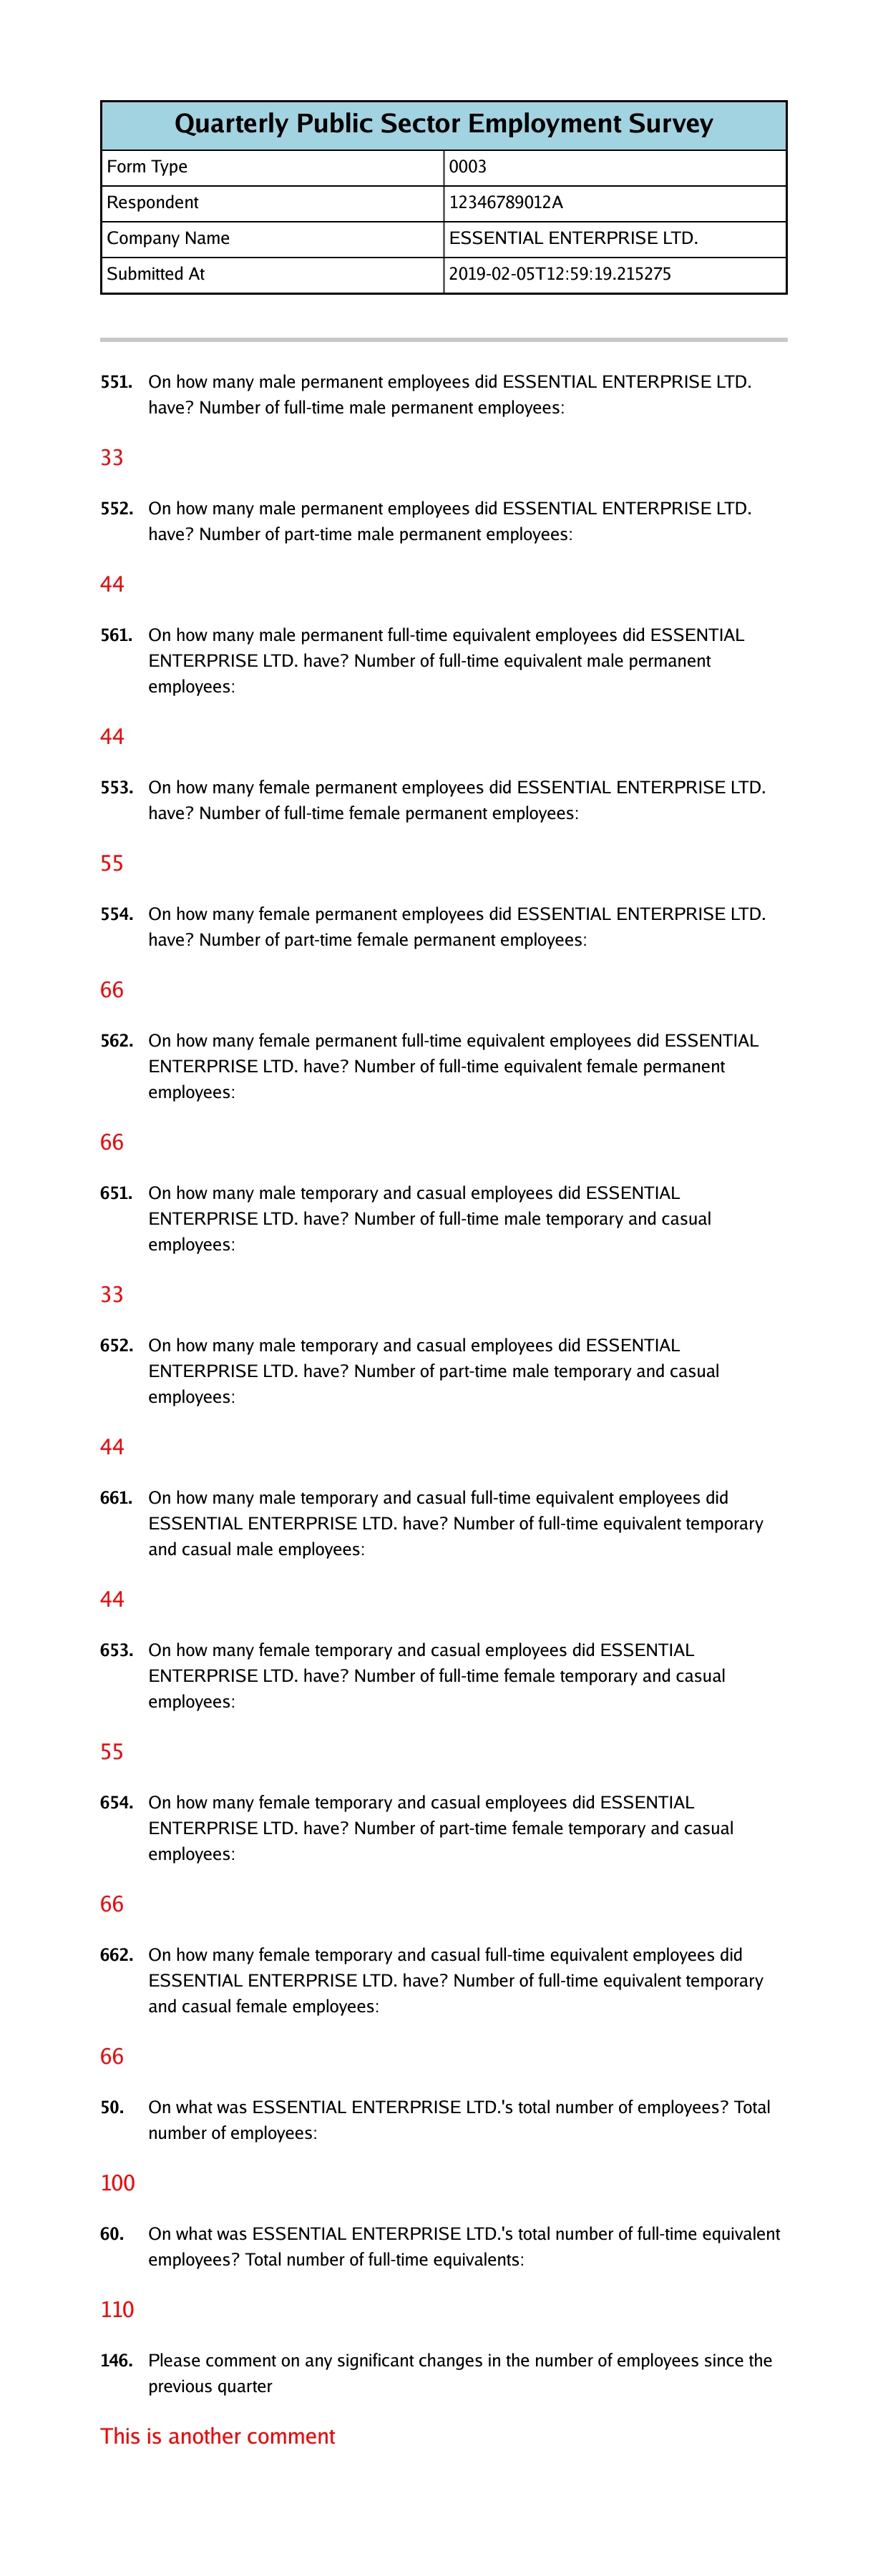 Quarterly Public Sector Employment Survey
Form Type 0003
Respondent 12346789012A
Company Name ESSENTIAL ENTERPRISE LTD.
Submitted At 2019-02-05T12:59:19.215275
551. On how many male permanent employees did ESSENTIAL ENTERPRISE LTD.
have? Number of full-time male permanent employees:
33
552. On how many male permanent employees did ESSENTIAL ENTERPRISE LTD.
have? Number of part-time male permanent employees:
44
561. On how many male permanent full-time equivalent employees did ESSENTIAL
ENTERPRISE LTD. have? Number of full-time equivalent male permanent
employees:
44
553. On how many female permanent employees did ESSENTIAL ENTERPRISE LTD.
have? Number of full-time female permanent employees:
55
554. On how many female permanent employees did ESSENTIAL ENTERPRISE LTD.
have? Number of part-time female permanent employees:
66
562. On how many female permanent full-time equivalent employees did ESSENTIAL
ENTERPRISE LTD. have? Number of full-time equivalent female permanent
employees:
66
651. On how many male temporary and casual employees did ESSENTIAL
ENTERPRISE LTD. have? Number of full-time male temporary and casual
employees:
33
652. On how many male temporary and casual employees did ESSENTIAL
ENTERPRISE LTD. have? Number of part-time male temporary and casual
employees:
44
661. On how many male temporary and casual full-time equivalent employees did
ESSENTIAL ENTERPRISE LTD. have? Number of full-time equivalent temporary
and casual male employees:
44
653. On how many female temporary and casual employees did ESSENTIAL
ENTERPRISE LTD. have? Number of full-time female temporary and casual
employees:
55
654. On how many female temporary and casual employees did ESSENTIAL
ENTERPRISE LTD. have? Number of part-time female temporary and casual
employees:
66
662. On how many female temporary and casual full-time equivalent employees did
ESSENTIAL ENTERPRISE LTD. have? Number of full-time equivalent temporary
and casual female employees:
66
50. On what was ESSENTIAL ENTERPRISE LTD.'s total number of employees? Total
number of employees:
100
60. On what was ESSENTIAL ENTERPRISE LTD.'s total number of full-time equivalent
employees? Total number of full-time equivalents:
110
146. Please comment on any significant changes in the number of employees since the
previous quarter
This is another comment